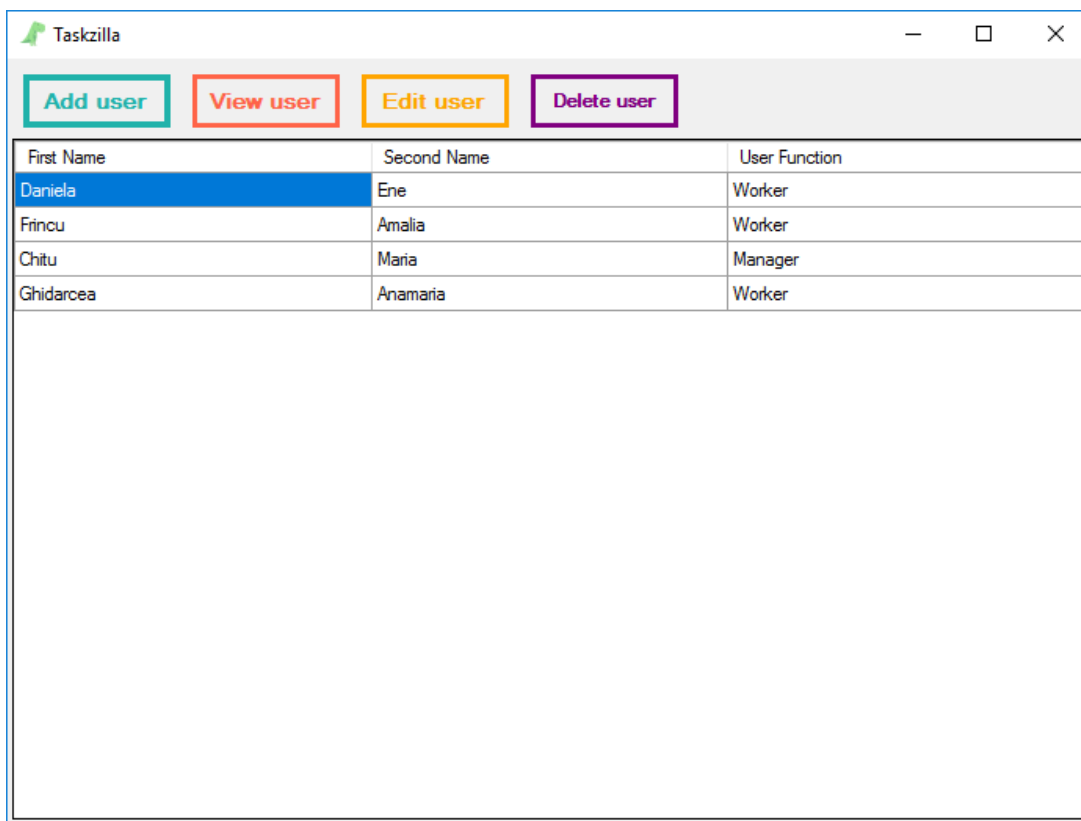 Taskzilla
Add user View user Edit user Delete user
First Name Second Name User Function
Daniela Ene Worker
Frincu Amalia Worker
Chitu Maria Manager
Ghidarcea Anamaria Worker